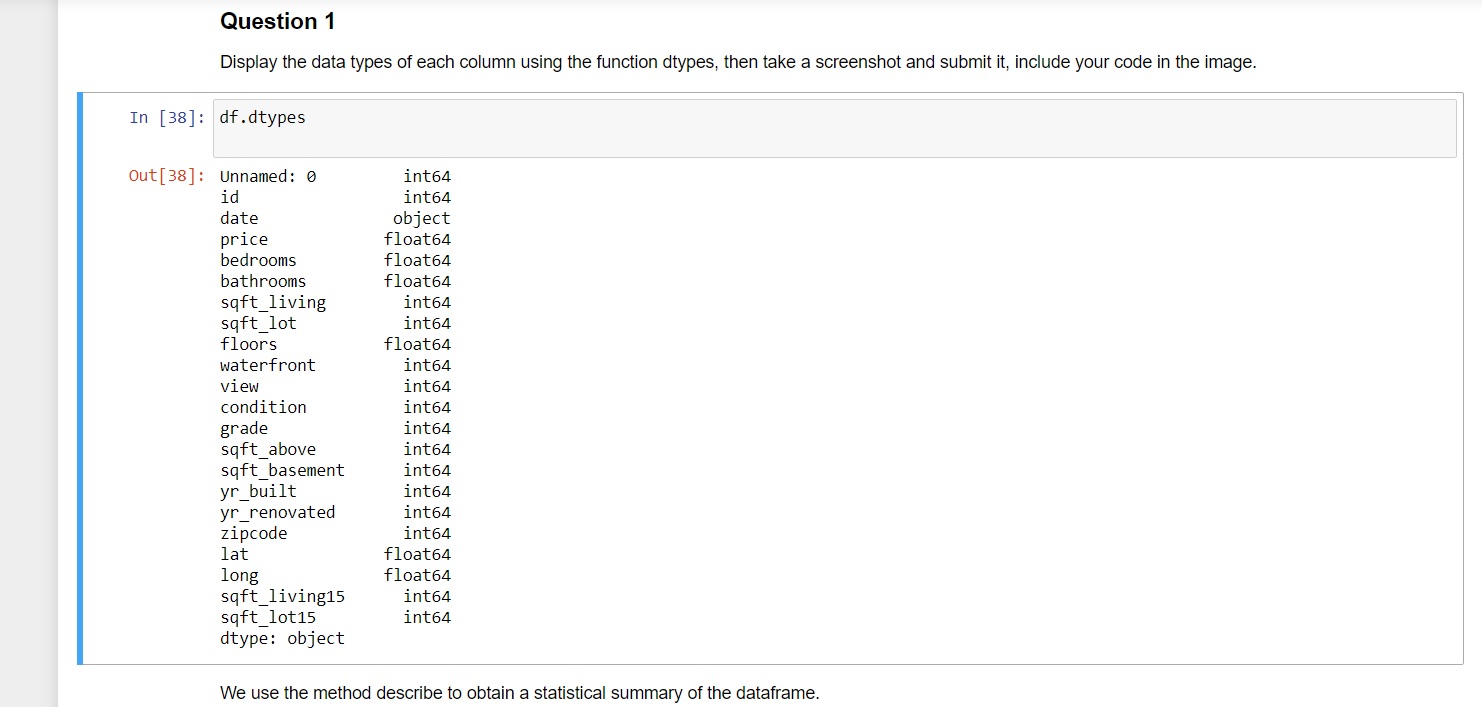 Question 1
Display the data types of each column using the function dtypes, then take a screenshot and submit it, include your code in the image.
In [38]: df.dtypes
Out[38]: Unnamed: 0 int64
id int64
date object
price float64
bedrooms float64
bathrooms float64
sqft_living int64
sqft_lot int64
floors float64
waterfront int64
view int64
condition int64
grade int64
sqft_above int64
sqft_basement int64
yr_built int64
yr_renovated int64
zipcode int64
lat float64
long float64
sqft_living15 int64
sqft_lot15 int64
dtype: object
We use the method describe to obtain a statistical summary of the dataframe.